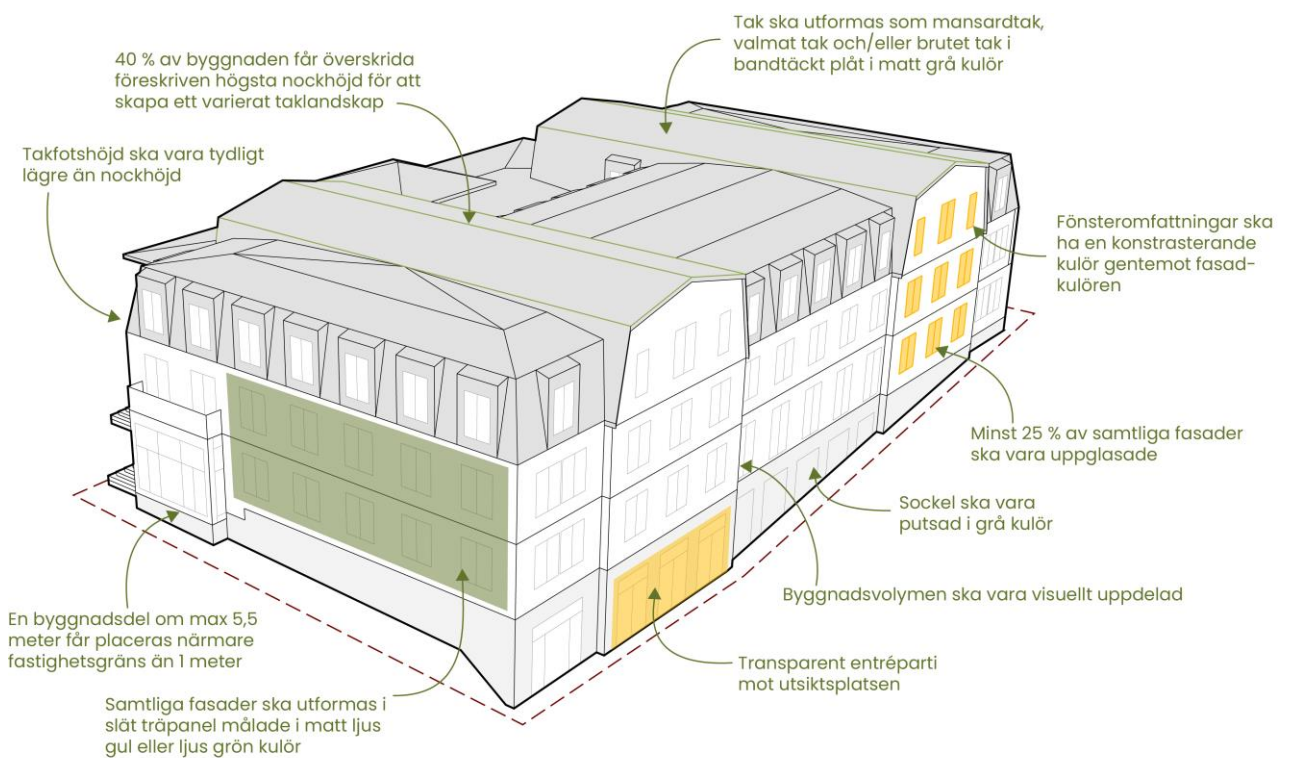 Tak ska utformas som mansardtak,
valmat tak och/eller brutet tak i
bandtäckt plåt i matt grå kulör
40 % av byggnaden får överskrida
föreskriven högsta nockhöjd för att
skapa ett varierat taklandskap
Takfotshöjd ska vara tydligt
lägre än nockhöjd
Fönsteromfattningar ska
ha en konstrasterande
kulör gentemot fasad-
kulören
Minst 25 % av samtliga fasader
ska vara uppglasade
Sockel ska vara
putsad i grå kulör
Byggnadsvolymen ska vara visuellt uppdelad
En byggnadsdel om max 5,5
meter får placeras närmare
fastighetsgräns än 1 meter
Transparent entréparti
mot utsiktsplatsen
Samtliga fasader ska utformas i
slät träpanel målade i matt ljus
gul eller ljus grön kulör